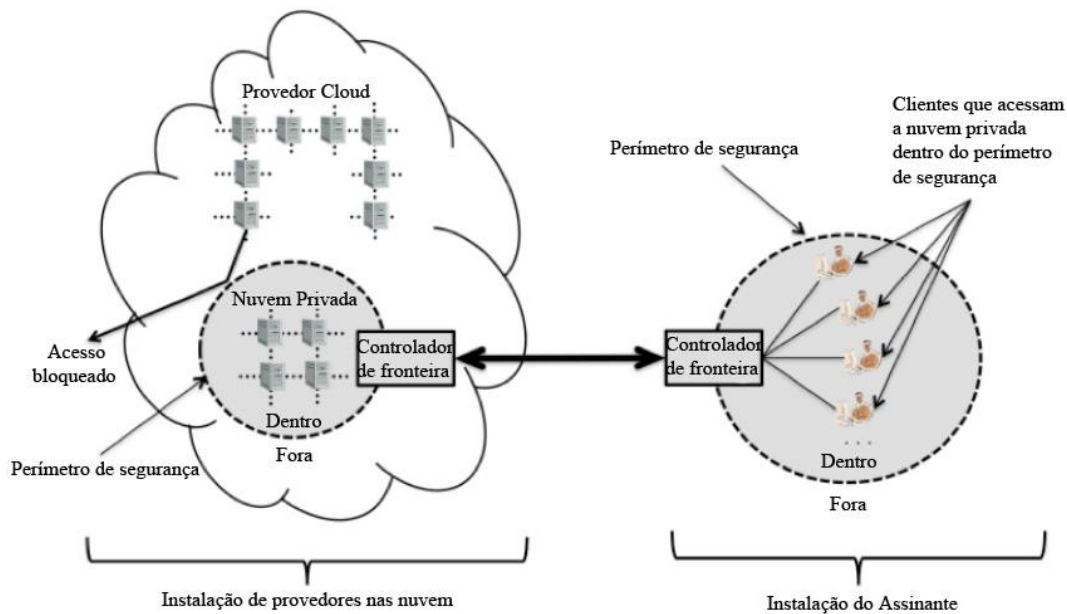 Provedor Cloud
Nuvem Privada
Acesso
bloqueado
Controlador
de fronteira
Dentro
Fora
Perímetro de segurança
Instalação de provedores nas nuvem
Perímetro de segurança
Clientes que acessam
a nuvem privada
dentro do perímetro
de segurança
Controlador
de fronteira
Dentro
Fora
Instalação do Assinante